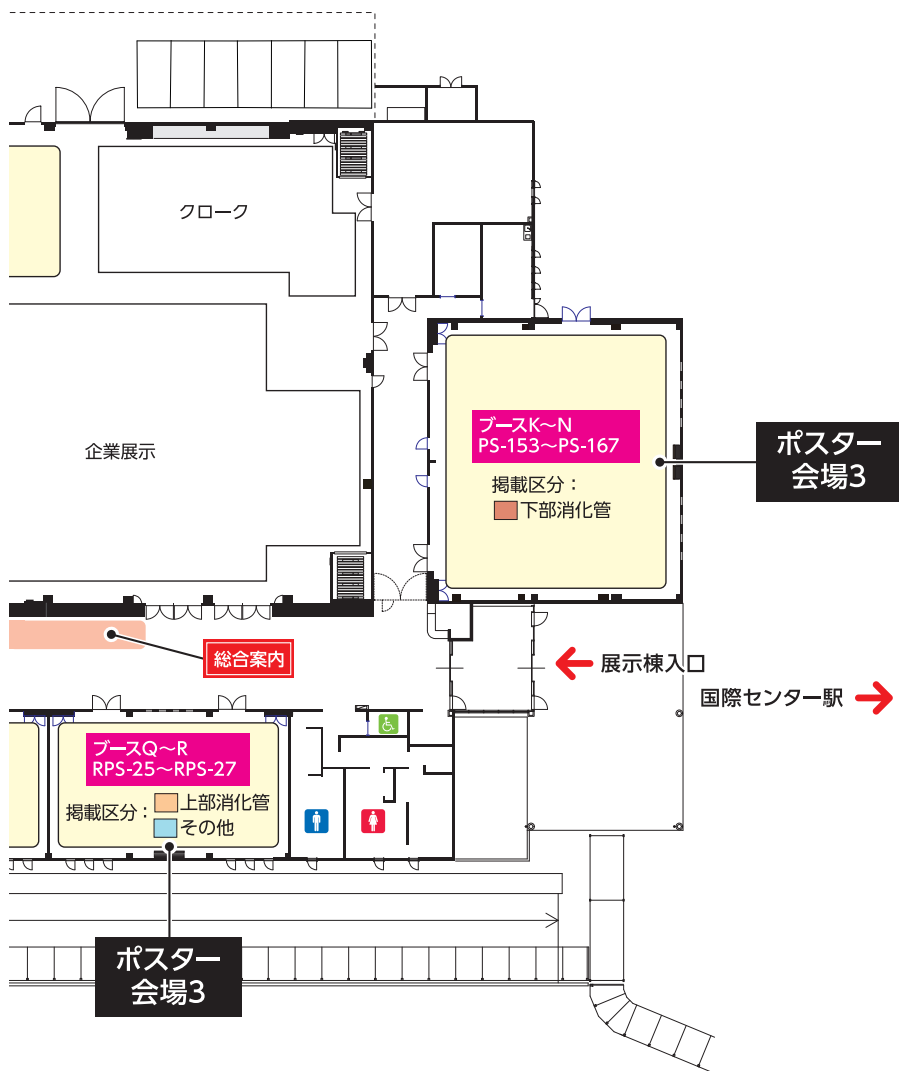 クローク
企業展示
ブースK～N
PS-153～PS-167
掲載区分：
下部消化管
ポスター
会場3
総合案内
展示棟入口
国際センター駅
ブースQ～R
RPS-25～RPS-27
掲載区分：
上部消化管
その他
ポスター
会場3